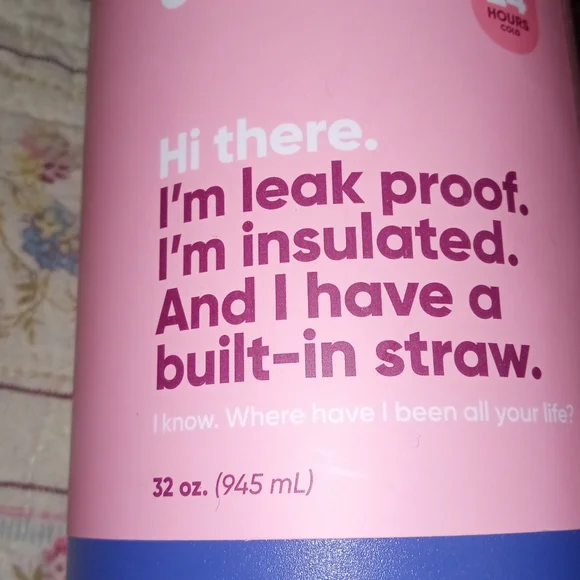 HOURS
COLD
Hi there.
I'm leak proof.
I'm insulated.
And I have a
built-in straw.
I know. Where have I been all your life?
32 oz. (945 mL)